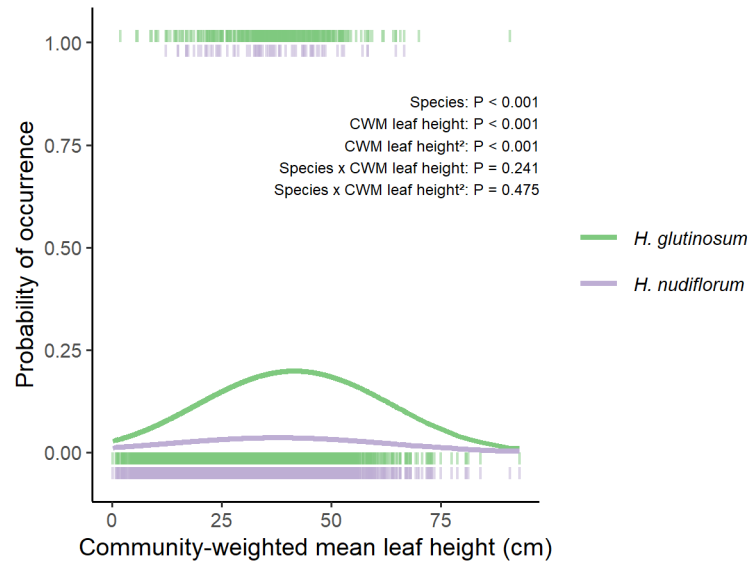 1.00
0.75
0.50
0.25
0.00
Probability of occurrence
Species: P < 0.001
CWM leaf height: P < 0.001
CWM leaf height²: P < 0.001
Species x CWM leaf height: P = 0.241
Species x CWM leaf height²: P = 0.475
H. glutinosum
H. nudiflorum
0 25 50 75
Community-weighted mean leaf height (cm)